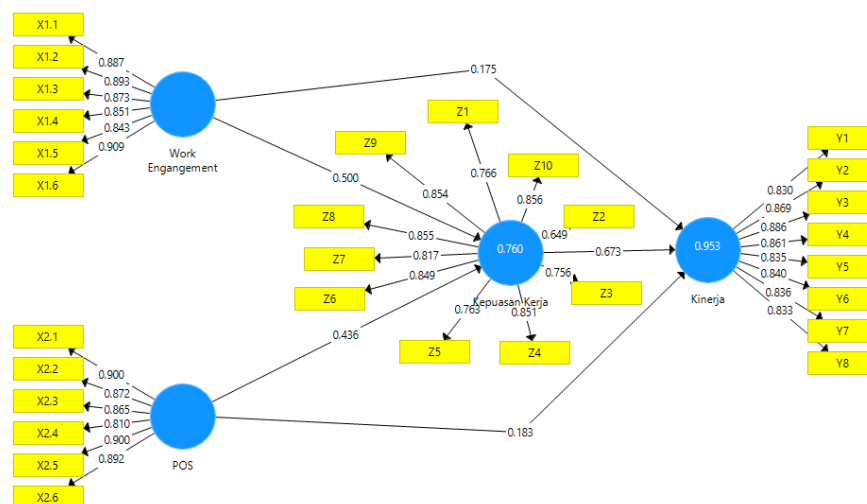 X1.1
X1.2
X1.3
X1.4
X1.5
X1.6
0.887
0.893
0.873
0.851
0.843
0.909
Work
Engangement
0.175
0.500
Z1
Z9
Z10
Z8
Z2
Z7
Z6
Z3
Z5
Z4
0.766
0.854
0.856
0.855
0.649
0.817
0.849
0.756
0.763
0.851
0.760
Kepuasan Kerja
0.673
0.953
Kinerja
Y1
Y2
Y3
Y4
Y5
Y6
Y7
Y8
0.830
0.869
0.886
0.861
0.835
0.840
0.836
0.833
0.436
X2.1
X2.2
X2.3
X2.4
X2.5
X2.6
0.900
0.872
0.865
0.810
0.900
0.892
POS
0.183